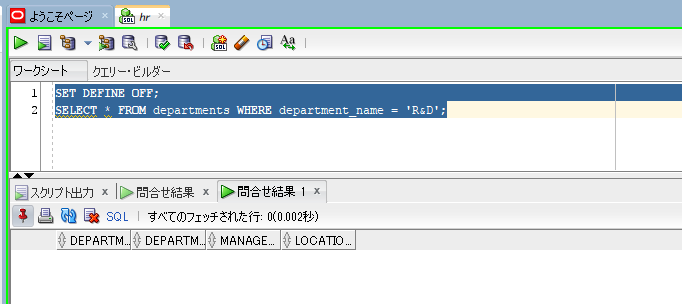 ようこそページ × hr ×
SQL Aa
ワークシート クエリー・ビルダー
1 SET DEFINE OFF;
2 SELECT * FROM departments WHERE department_name = 'R&D';
スクリプト出力 × 問合せ結果 × 問合せ結果 1 ×
SQL | すべてのフェッチされた行: 0(0.002秒)
DEPARTM... DEPARTM... MANAGE... LOCATIO...